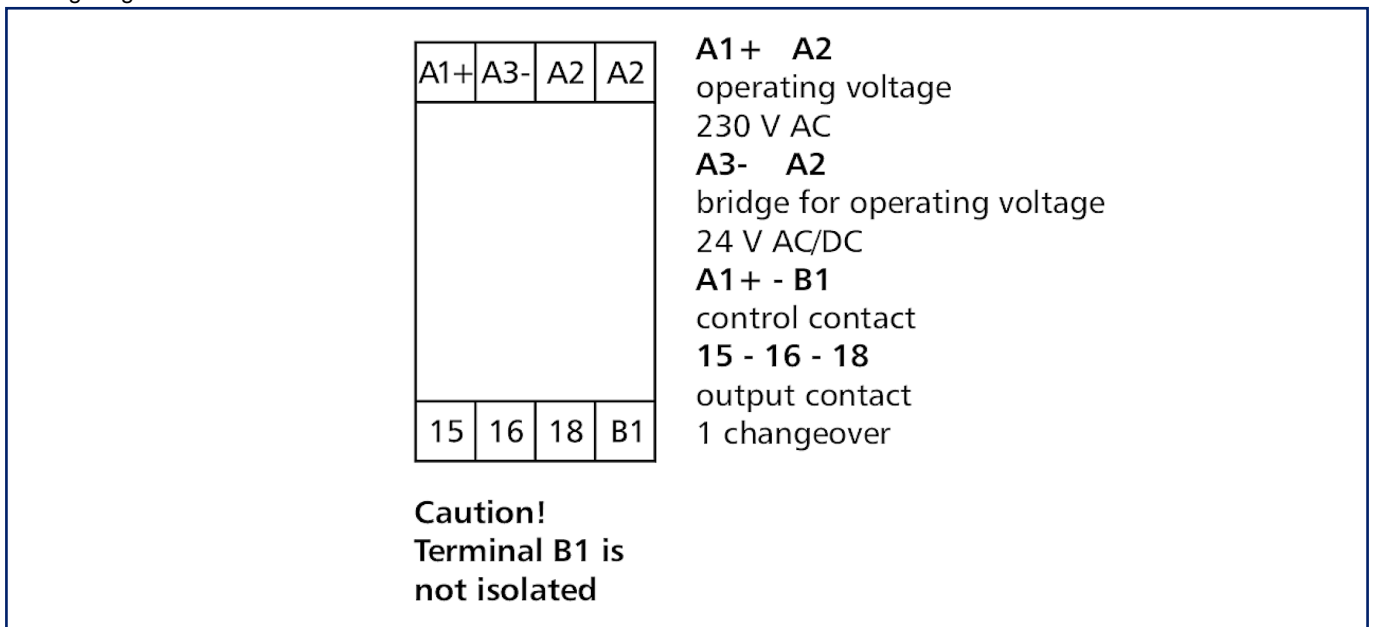 A1+ A3- A2 A2
15 16 18 B1
Caution!
Terminal B1 is
not isolated
A1+ A2
operating voltage
230 V AC
A3- A2
bridge for operating voltage
24 V AC/DC
A1+ - B1
control contact
15 - 16 - 18
output contact
1 changeover